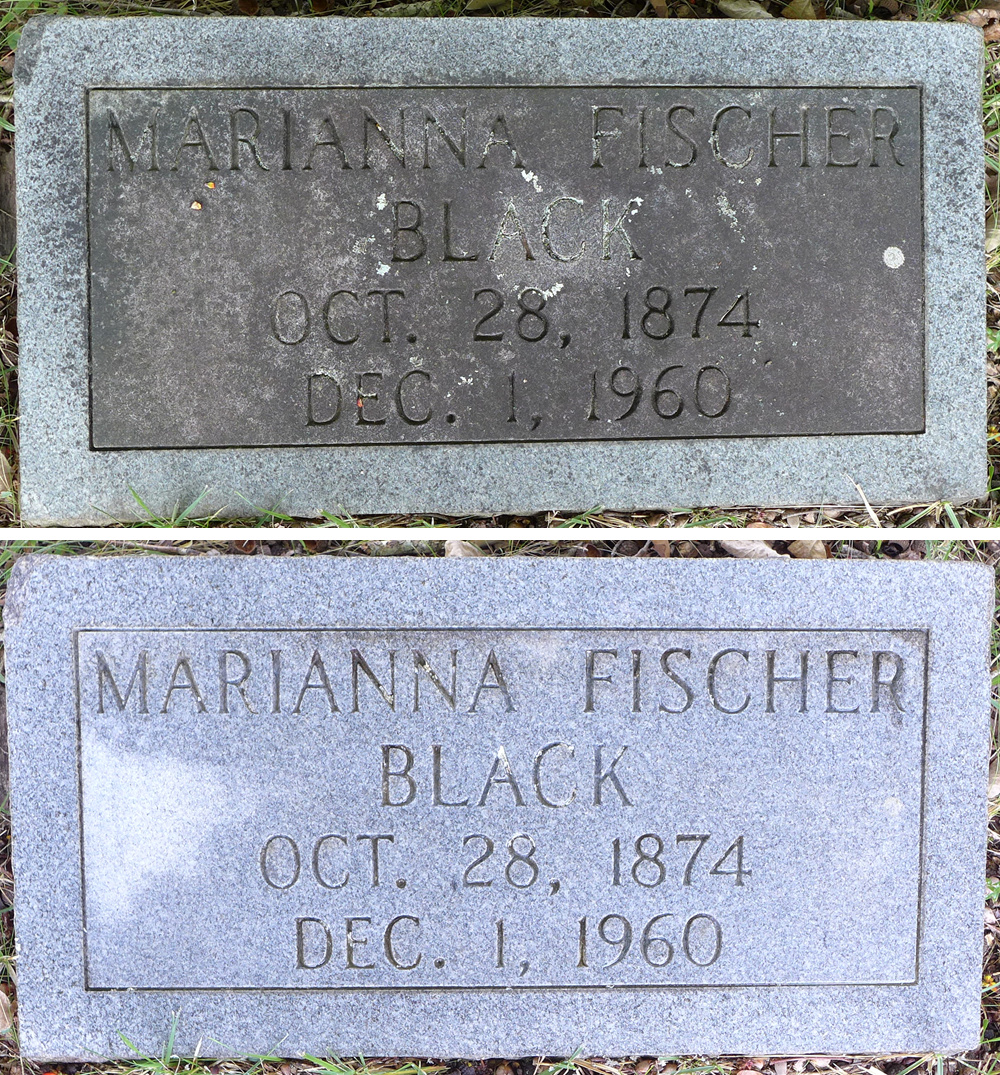 MARIANNA FISCHER
BLACK
OCT. 28, 1874
DEC. 1, 1960
MARIANNA FISCHER
BLACK
OCT. 28, 1874
DEC. 1, 1960